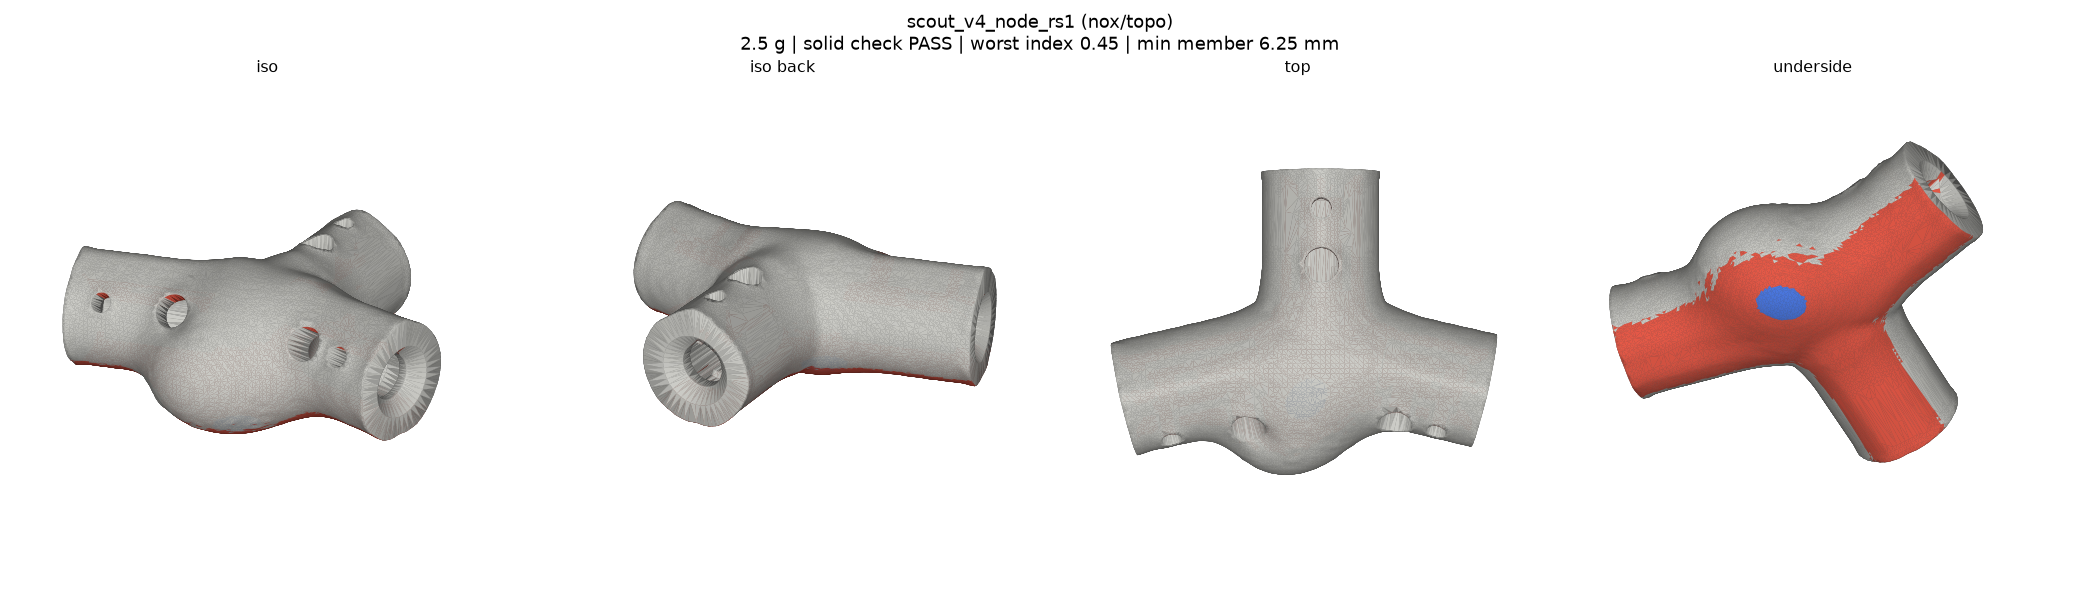 scout_v4_node_rs1 (nox/topo)
2.5 g | solid check PASS | worst index 0.45 | min member 6.25 mm
iso
iso back
top
underside